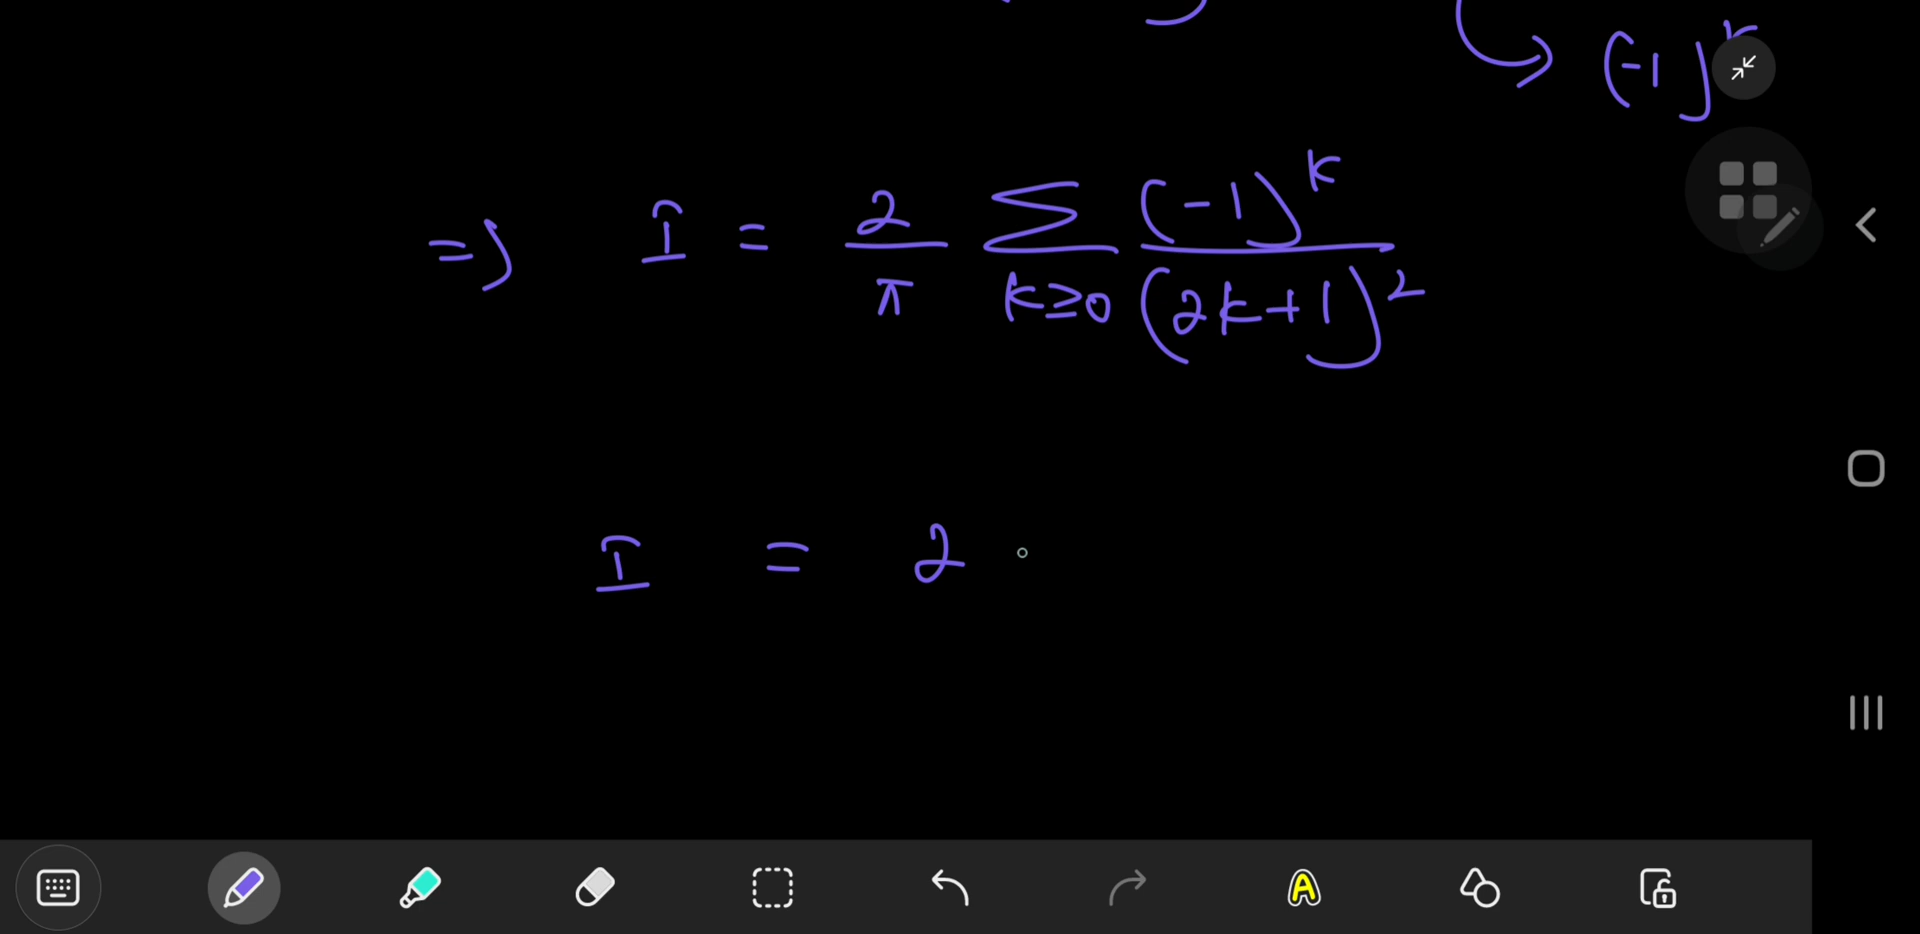 (-1)^k
=> I = 2/π Σ_{k≥0} (-1)^k/(2k+1)^2
I = 2
A